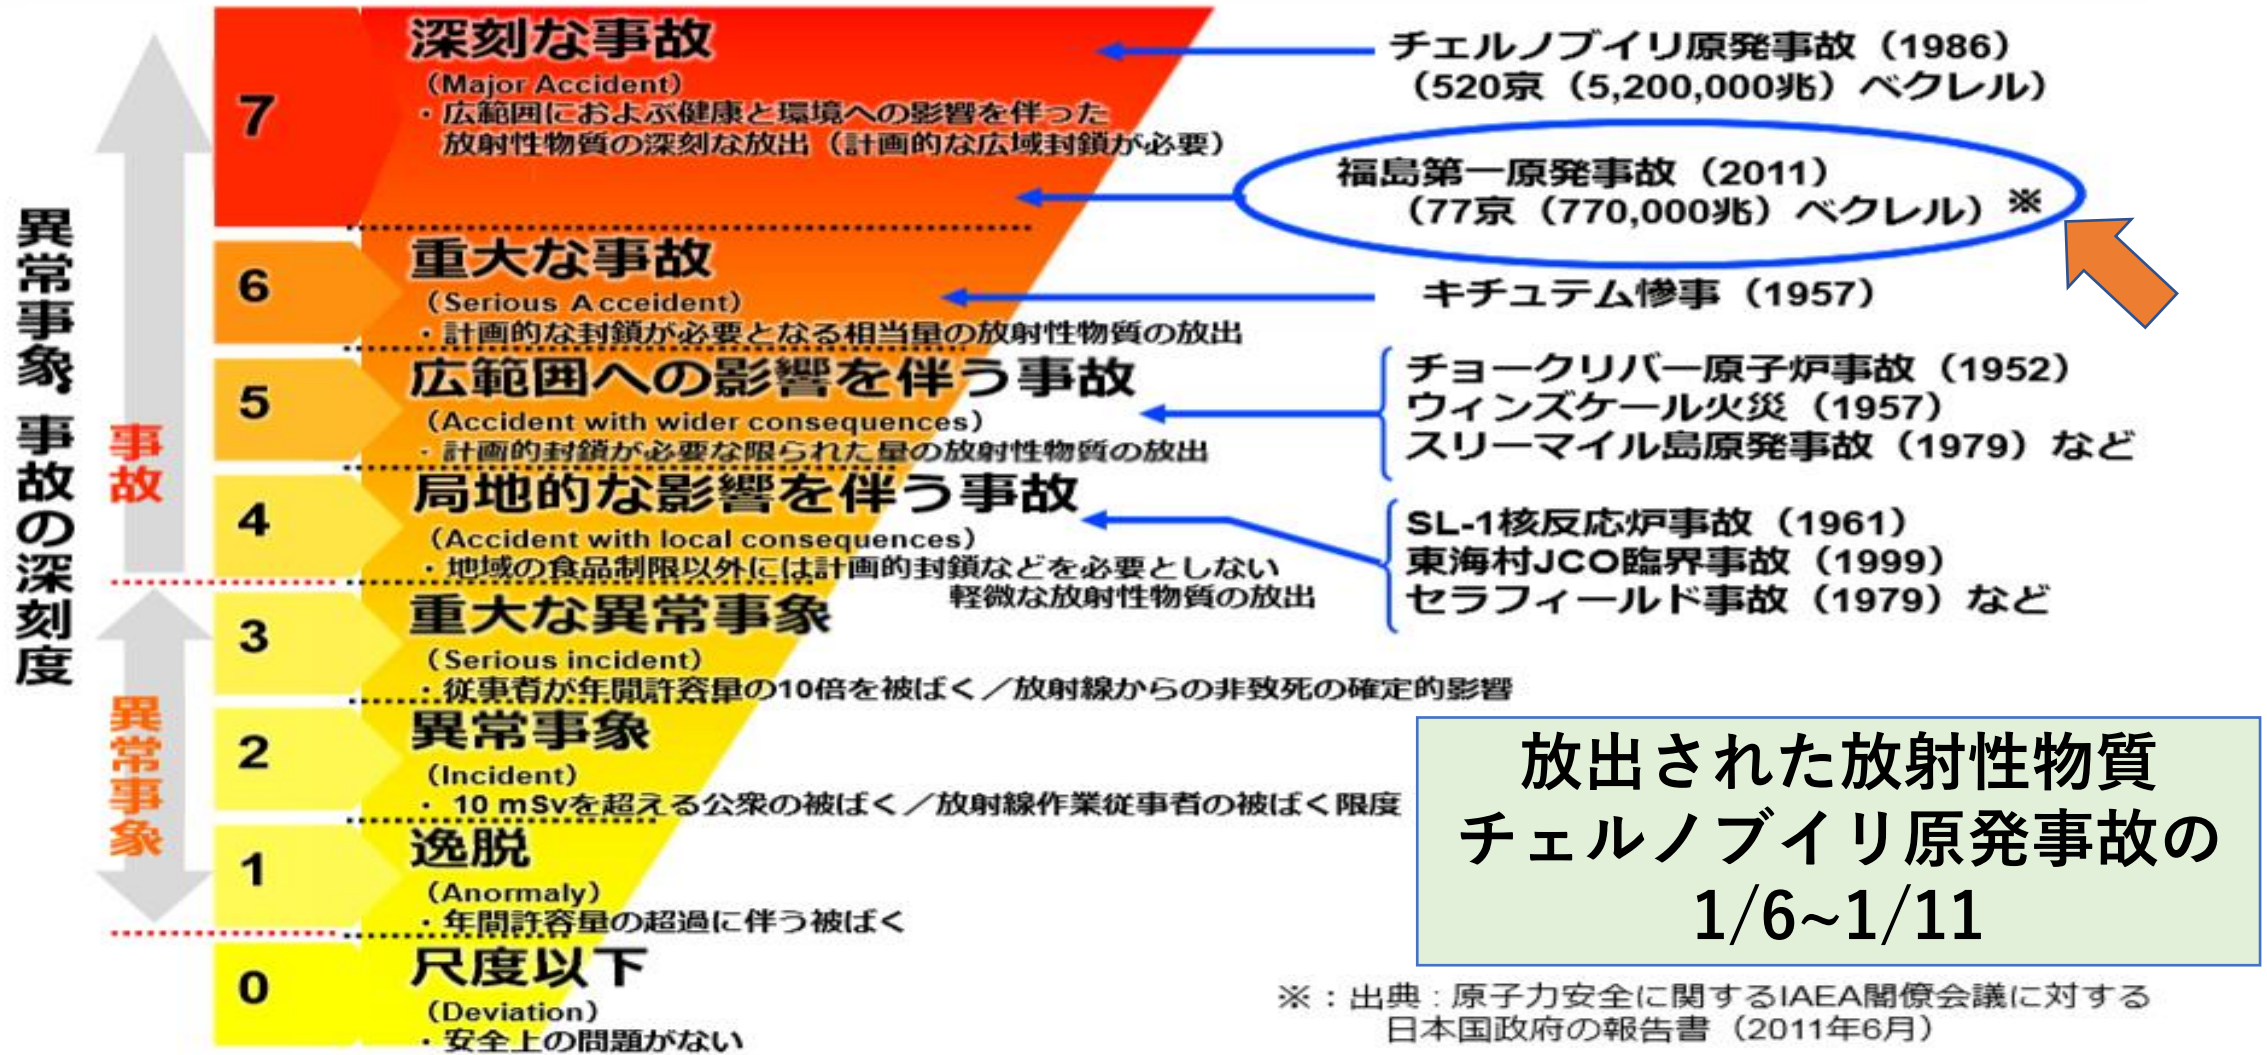 異常事象、事故の深刻度
事故
異常事象
7
深刻な事故
(Major Accident)
・広範囲におよぶ健康と環境への影響を伴った
放射性物質の深刻な放出（計画的な広域封鎖が必要）
6
重大な事故
(Serious Acceident)
・計画的な封鎖が必要となる相当量の放射性物質の放出
5
広範囲への影響を伴う事故
(Accident with wider consequences)
・計画的封鎖が必要な限られた量の放射性物質の放出
4
局地的な影響を伴う事故
(Accident with local consequences)
・地域の食品制限以外には計画的封鎖などを必要としない
軽微な放射性物質の放出
3
重大な異常事象
(Serious incident)
・従事者が年間許容量の10倍を被ばく／放射線からの非致死の確定的影響
2
異常事象
(Incident)
・ 10 mSvを超える公衆の被ばく／放射線作業従事者の被ばく限度
1
逸脱
(Anormaly)
・年間許容量の超過に伴う被ばく
0
尺度以下
(Deviation)
・安全上の問題がない
チェルノブイリ原発事故（1986）
（520京（5,200,000兆）ベクレル）
福島第一原発事故（2011）
（77京（770,000兆）ベクレル）※
キチュテム惨事（1957）
チョークリバー原子炉事故（1952）
ウィンズケール火災（1957）
スリーマイル島原発事故（1979）など
SL-1核反応炉事故（1961）
東海村JCO臨界事故（1999）
セラフィールド事故（1979）など
放出された放射性物質
チェルノブイリ原発事故の
1/6~1/11
※：出典：原子力安全に関するIAEA閣僚会議に対する
日本国政府の報告書（2011年6月）